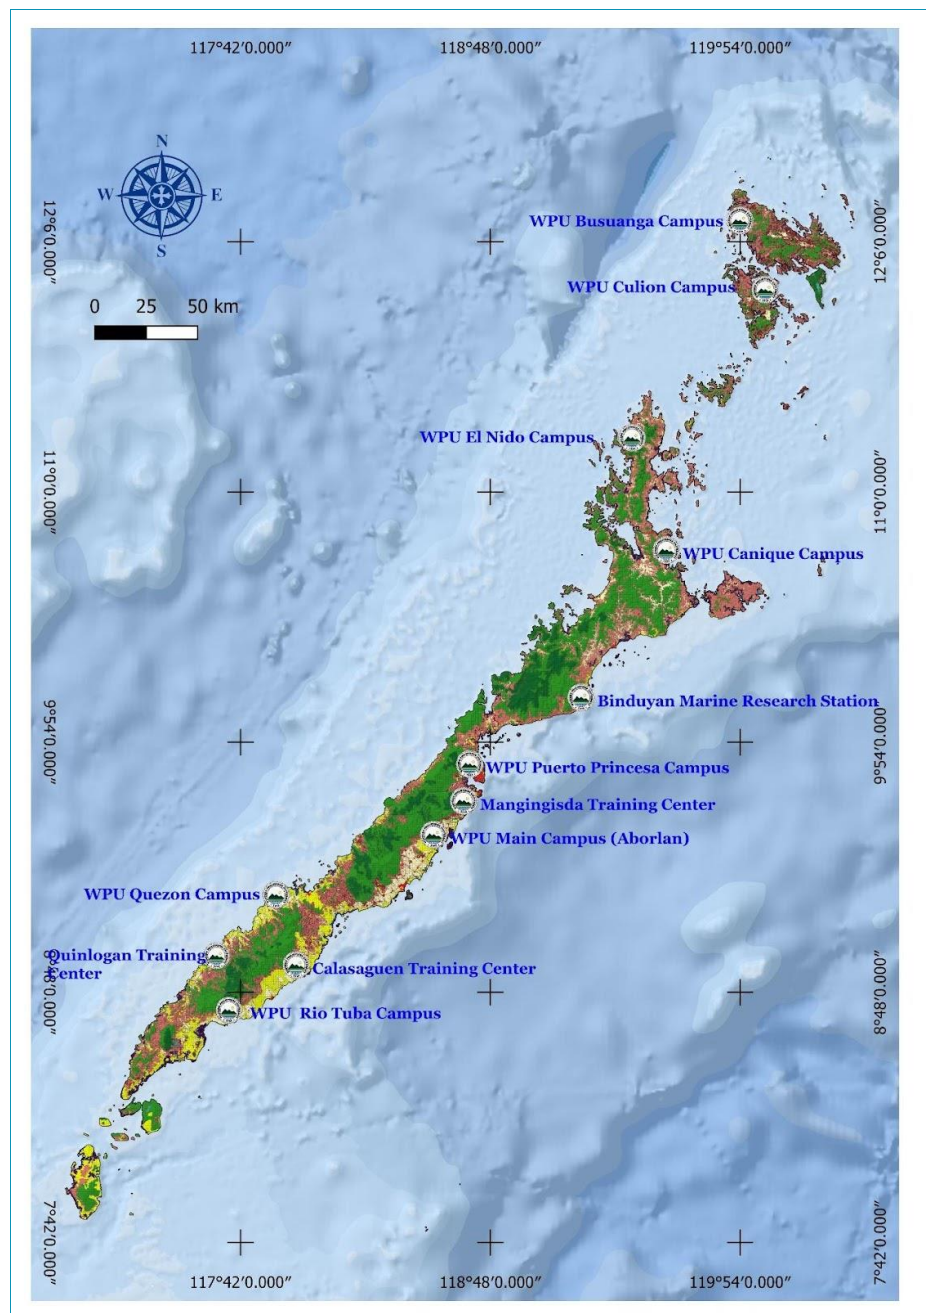 117°42′0.000″ 118°48′0.000″ 119°54′0.000″
N
W E
S
12°6′0.000″ 12°6′0.000″
WPU Busuanga Campus
WPU Culion Campus
0 25 50 km
WPU El Nido Campus
11°0′0.000″ 11°0′0.000″
WPU Canique Campus
Binduyan Marine Research Station
9°54′0.000″ 9°54′0.000″
WPU Puerto Princesa Campus
Mangingisda Training Center
WPU Main Campus (Aborlan)
WPU Quezon Campus
Quinlogan Training
Center
Calasaguen Training Center
8°48′0.000″ 8°48′0.000″
WPU Rio Tuba Campus
7°42′0.000″ 7°42′0.000″
117°42′0.000″ 118°48′0.000″ 119°54′0.000″